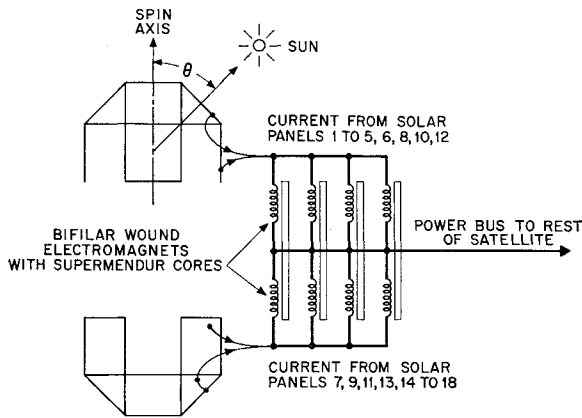 SPIN
AXIS
θ
SUN
CURRENT FROM SOLAR
PANELS 1 TO 5, 6, 8, 10, 12
BIFILAR WOUND
ELECTROMAGNETS
WITH SUPERMENDUR CORES
POWER BUS TO REST
OF SATELLITE
CURRENT FROM SOLAR
PANELS 7, 9, 11, 13, 14 TO 18